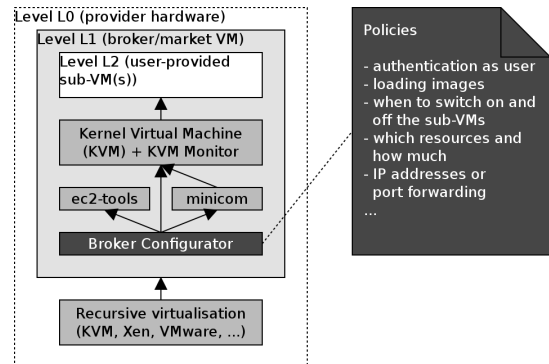 Level L0 (provider hardware)
Level L1 (broker/market VM)
Level L2 (user-provided
sub-VM(s))
Kernel Virtual Machine
(KVM) + KVM Monitor
ec2-tools
minicom
Broker Configurator
Recursive virtualisation
(KVM, Xen, VMware, ...)
Policies
- authentication as user
- loading images
- when to switch on and
off the sub-VMs
- which resources and
how much
- IP addresses or
port forwarding
...